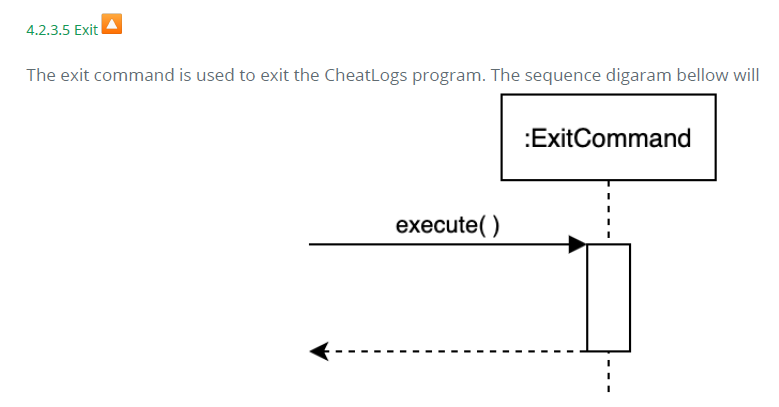 4.2.3.5 Exit
The exit command is used to exit the CheatLogs program. The sequence digaram bellow will
:ExitCommand
execute( )